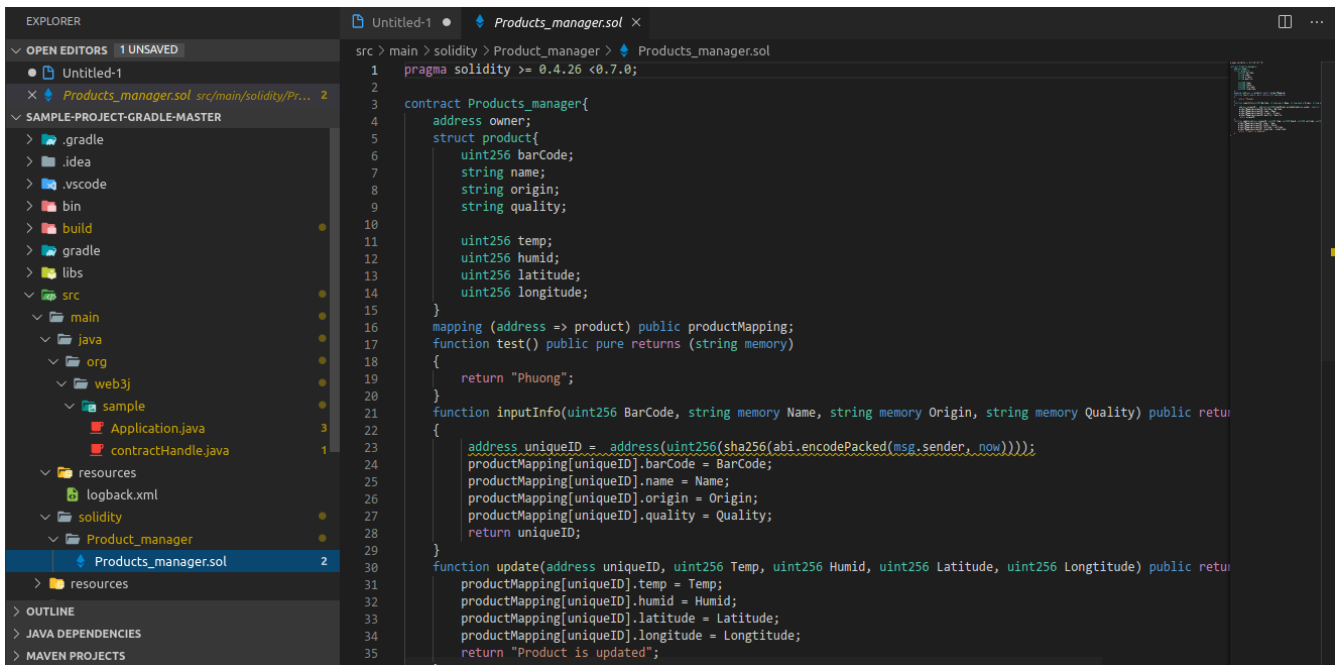 EXPLORER
OPEN EDITORS 1 UNSAVED
Untitled-1
Products_manager.sol src/main/solidity/Pr... 2
SAMPLE-PROJECT-GRADLE-MASTER
.gradle
.idea
.vscode
bin
build
gradle
libs
src
main
java
org
web3j
sample
Application.java 3
contractHandle.java 1
resources
logback.xml
solidity
Product_manager
Products_manager.sol 2
resources
OUTLINE
JAVA DEPENDENCIES
MAVEN PROJECTS
Untitled-1 Products_manager.sol
src > main > solidity > Product_manager > Products_manager.sol
1 pragma solidity >= 0.4.26 <0.7.0;
2
3 contract Products_manager{
4 address owner;
5 struct product{
6 uint256 barCode;
7 string name;
8 string origin;
9 string quality;
10
11 uint256 temp;
12 uint256 humid;
13 uint256 latitude;
14 uint256 longitude;
15 }
16 mapping (address => product) public productMapping;
17 function test() public pure returns (string memory)
18 {
19 return "Phuong";
20 }
21 function inputInfo(uint256 BarCode, string memory Name, string memory Origin, string memory Quality) public retur
22 {
23 address uniqueID = address(uint256(sha256(abi.encodePacked(msg.sender, now))));
24 productMapping[uniqueID].barCode = BarCode;
25 productMapping[uniqueID].name = Name;
26 productMapping[uniqueID].origin = Origin;
27 productMapping[uniqueID].quality = Quality;
28 return uniqueID;
29 }
30 function update(address uniqueID, uint256 Temp, uint256 Humid, uint256 Latitude, uint256 Longtitude) public retur
31 productMapping[uniqueID].temp = Temp;
32 productMapping[uniqueID].humid = Humid;
33 productMapping[uniqueID].latitude = Latitude;
34 productMapping[uniqueID].longitude = Longtitude;
35 return "Product is updated";